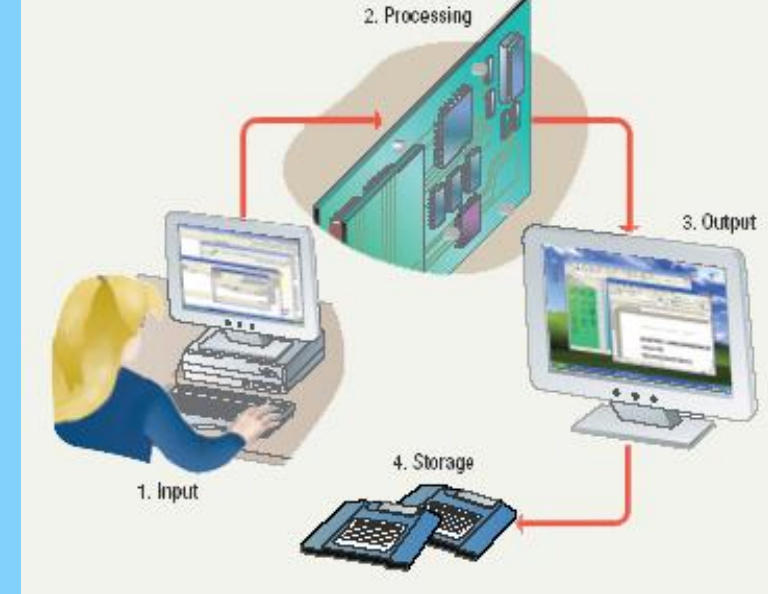 2. Processing
3. Output
4. Storage
1. Input